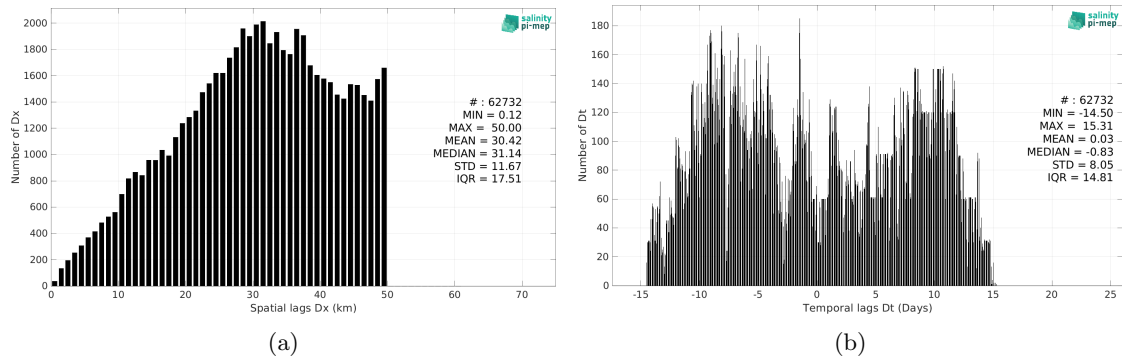 salinity
pi-mep
2000
1800
1600
1400
1200
1000
800
600
400
200
0
Number of Dx
# : 62732
MIN = 0.12
MAX = 50.00
MEAN = 30.42
MEDIAN = 31.14
STD = 11.67
IQR = 17.51
0 10 20 30 40 50 60 70
Spatial lags Dx (km)
(a)
salinity
pi-mep
180
160
140
120
100
80
60
40
20
0
Number of Dt
# : 62732
MIN = -14.50
MAX = 15.31
MEAN = 0.03
MEDIAN = -0.83
STD = 8.05
IQR = 14.81
-15 -10 -5 0 5 10 15 20 25
Temporal lags Dt (Days)
(b)